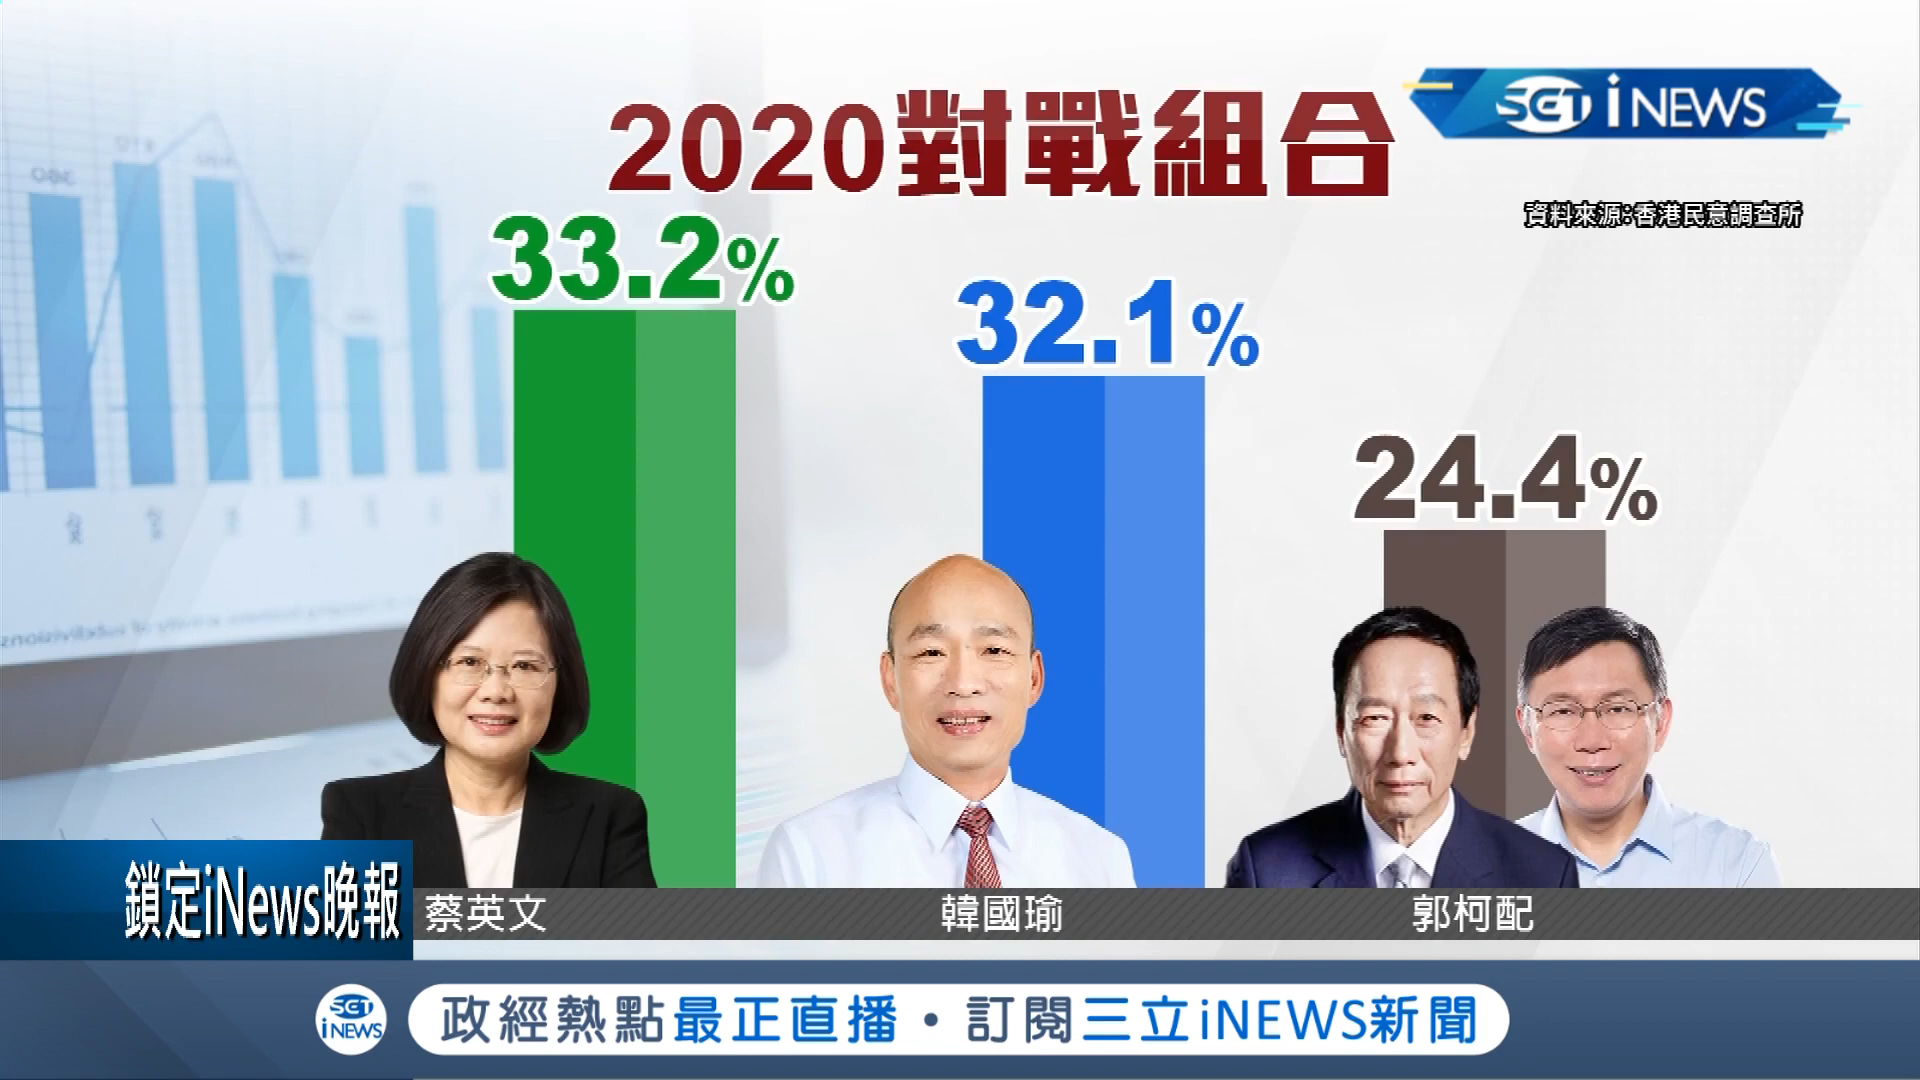 2020對戰組合
SET iNEWS
資料來源:香港民意調查所
33.2%
32.1%
24.4%
鎖定iNews晚報
蔡英文
韓國瑜
郭柯配
SET iNEWS
政經熱點最正直播・訂閱三立iNEWS新聞